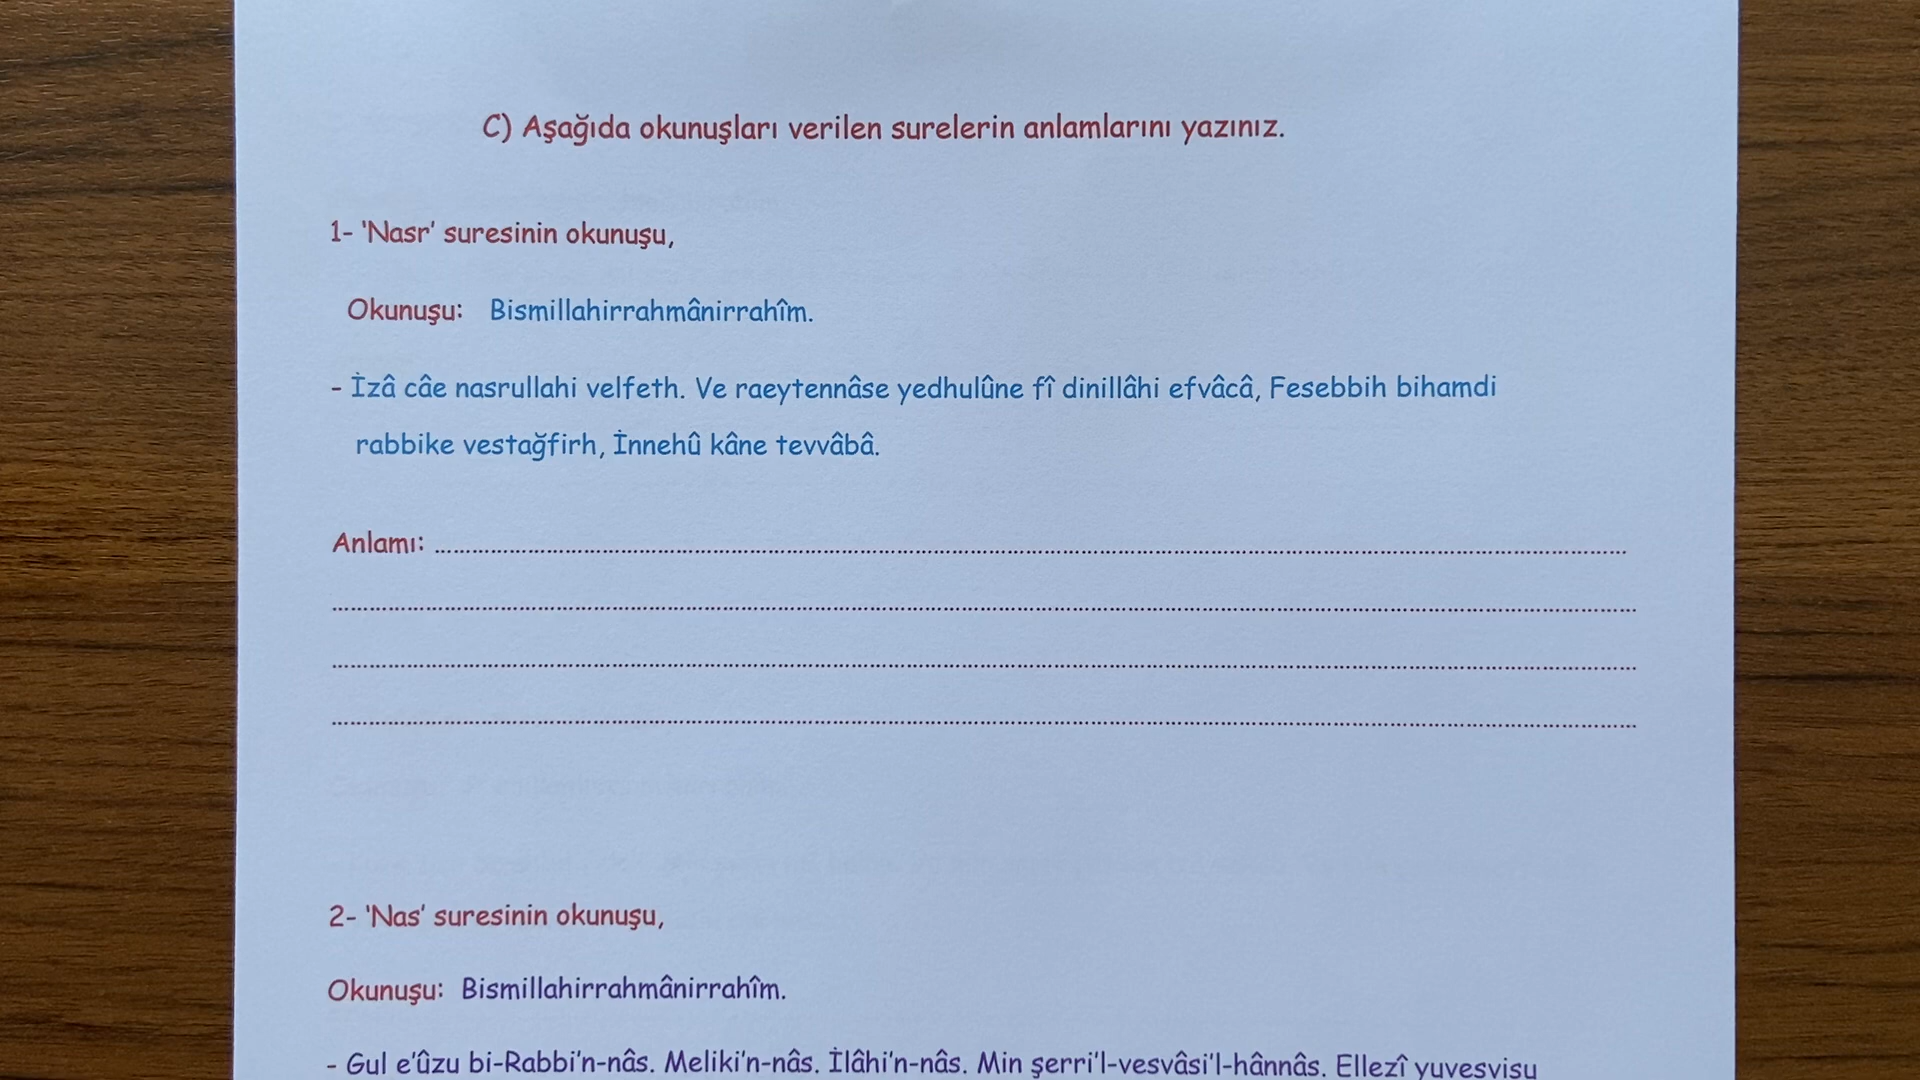 C) Aşağıda okunuşları verilen surelerin anlamlarını yazınız.
1- 'Nasr' suresinin okunuşu,
Okunuşu: Bismillahirrahmânirrahîm.
- İzâ câe nasrullahi velfeth. Ve raeytennâse yedhulûne fî dinillâhi efvâcâ, Fesebbih bihamdi
rabbike vestağfirh, İnnehû kâne tevvâbâ.
Anlamı: ........................................................................................................................
........................................................................................................................
........................................................................................................................
........................................................................................................................
2- 'Nas' suresinin okunuşu,
Okunuşu: Bismillahirrahmânirrahîm.
- Gul e'ûzu bi-Rabbi'n-nâs. Meliki'n-nâs. İlâhi'n-nâs. Min şerri'l-vesvâsi'l-hânnâs. Ellezî yuvesvisu